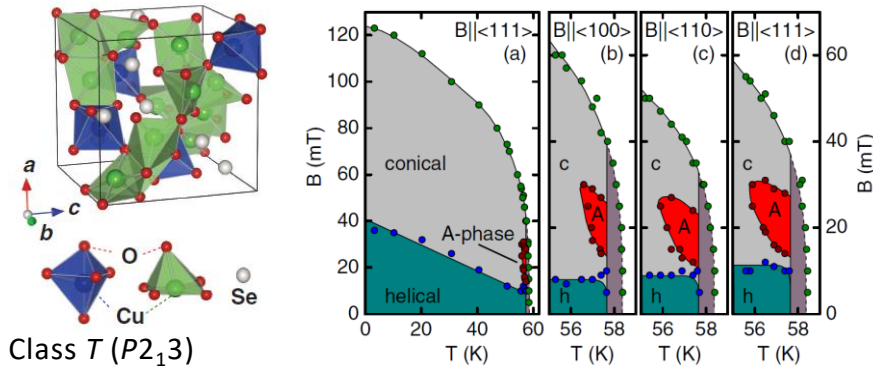 a
c
b
O
Cu
Se
Class T (P2₁3)
B||<111>
(a)
B||<100>
(b)
B||<110>
(c)
B||<111>
(d)
B (mT)
140
120
100
80
60
40
20
0
conical
A-phase
helical
0 20 40 60
T (K)
c
A
h
56 58
T (K)
c
A
h
56 58
T (K)
c
A
h
56 58
T (K)
60
40
20
0
B (mT)